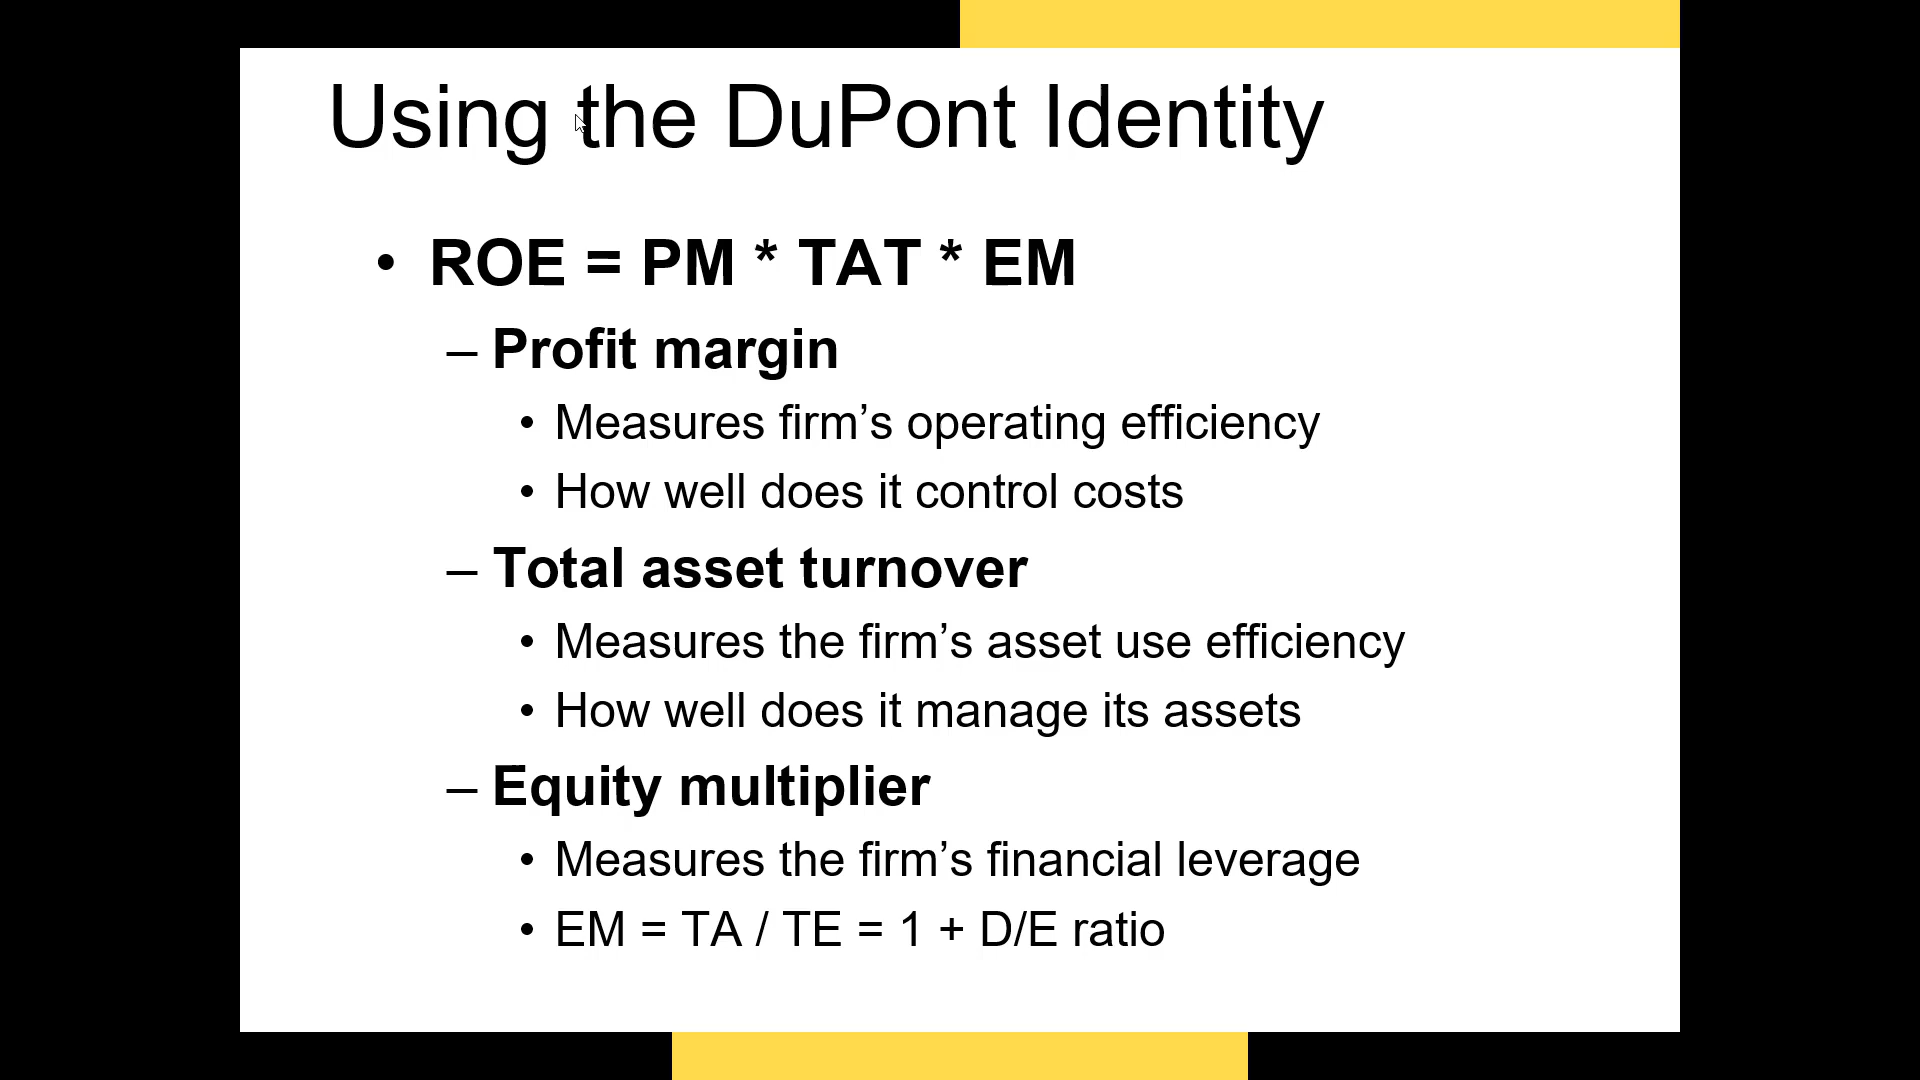 Using the DuPont Identity
• ROE = PM * TAT * EM
– Profit margin
• Measures firm’s operating efficiency
• How well does it control costs
– Total asset turnover
• Measures the firm’s asset use efficiency
• How well does it manage its assets
– Equity multiplier
• Measures the firm’s financial leverage
• EM = TA / TE = 1 + D/E ratio